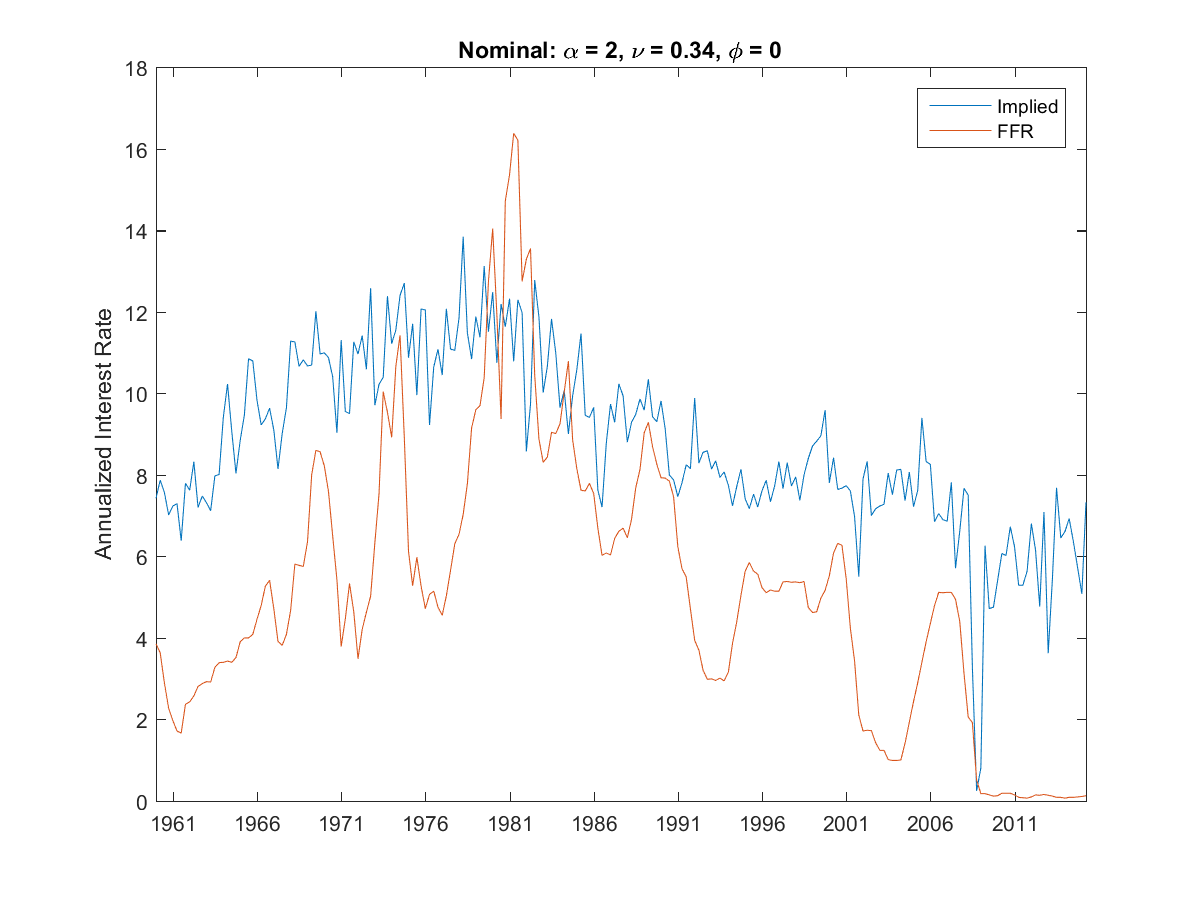 Nominal: α = 2, ν = 0.34, ϕ = 0
Implied
FFR
Annualized Interest Rate
18
16
14
12
10
8
6
4
2
0
1961 1966 1971 1976 1981 1986 1991 1996 2001 2006 2011